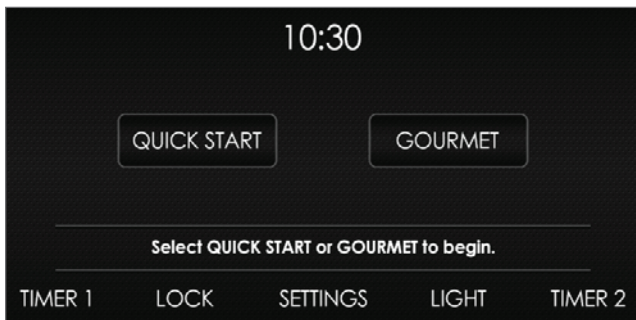 10:30
QUICK START GOURMET
Select QUICK START or GOURMET to begin.
TIMER 1 LOCK SETTINGS LIGHT TIMER 2